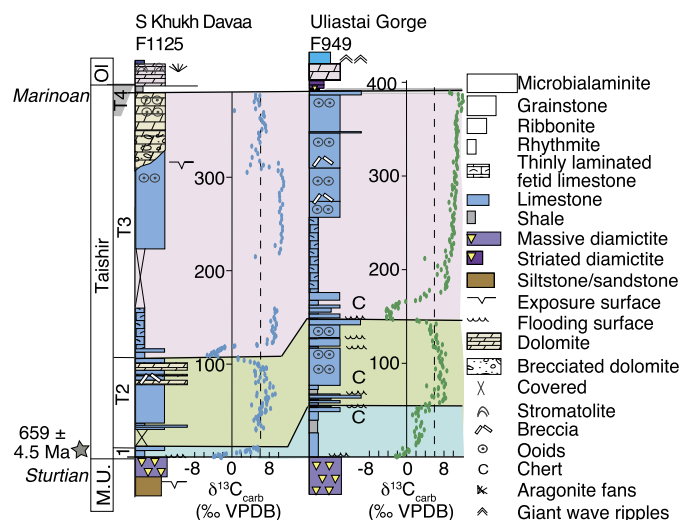 S Khukh Davaa
F1125
Uliastai Gorge
F949
Ol
Marinoan
T4
Taishir
T3
T2
1
659 ±
4.5 Ma
Sturtian
M.U.
300
200
100
-8 0 8
δ¹³Ccarb
(‰ VPDB)
400
300
200
100
C
C
C
-8 0 8
δ¹³Ccarb
(‰ VPDB)
Microbialaminite
Grainstone
Ribbonite
Rhythmite
Thinly laminated
fetid limestone
Limestone
Shale
Massive diamictite
Striated diamictite
Siltstone/sandstone
Exposure surface
Flooding surface
Dolomite
Brecciated dolomite
Covered
Stromatolite
Breccia
Ooids
C Chert
Aragonite fans
Giant wave ripples